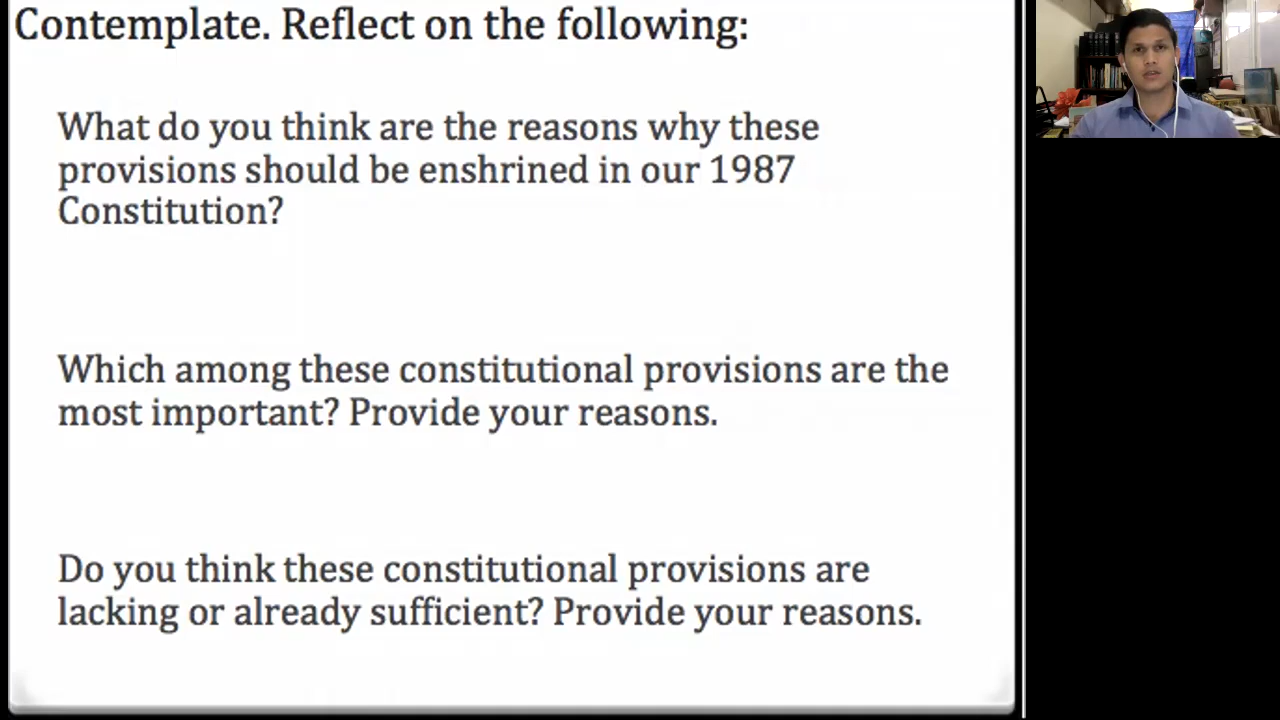 Contemplate. Reflect on the following:
What do you think are the reasons why these
provisions should be enshrined in our 1987
Constitution?
Which among these constitutional provisions are the
most important? Provide your reasons.
Do you think these constitutional provisions are
lacking or already sufficient? Provide your reasons.